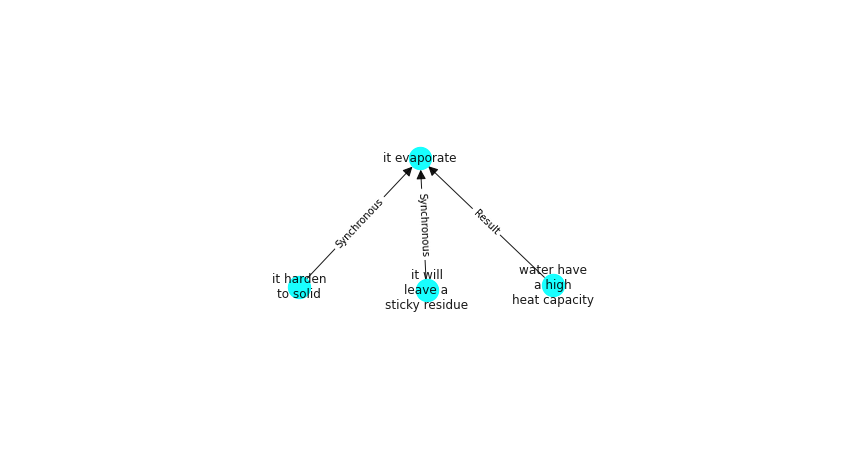 it evaporate
Synchronous
Synchronous
Result
it harden
to solid
it will
leave a
sticky residue
water have
a high
heat capacity